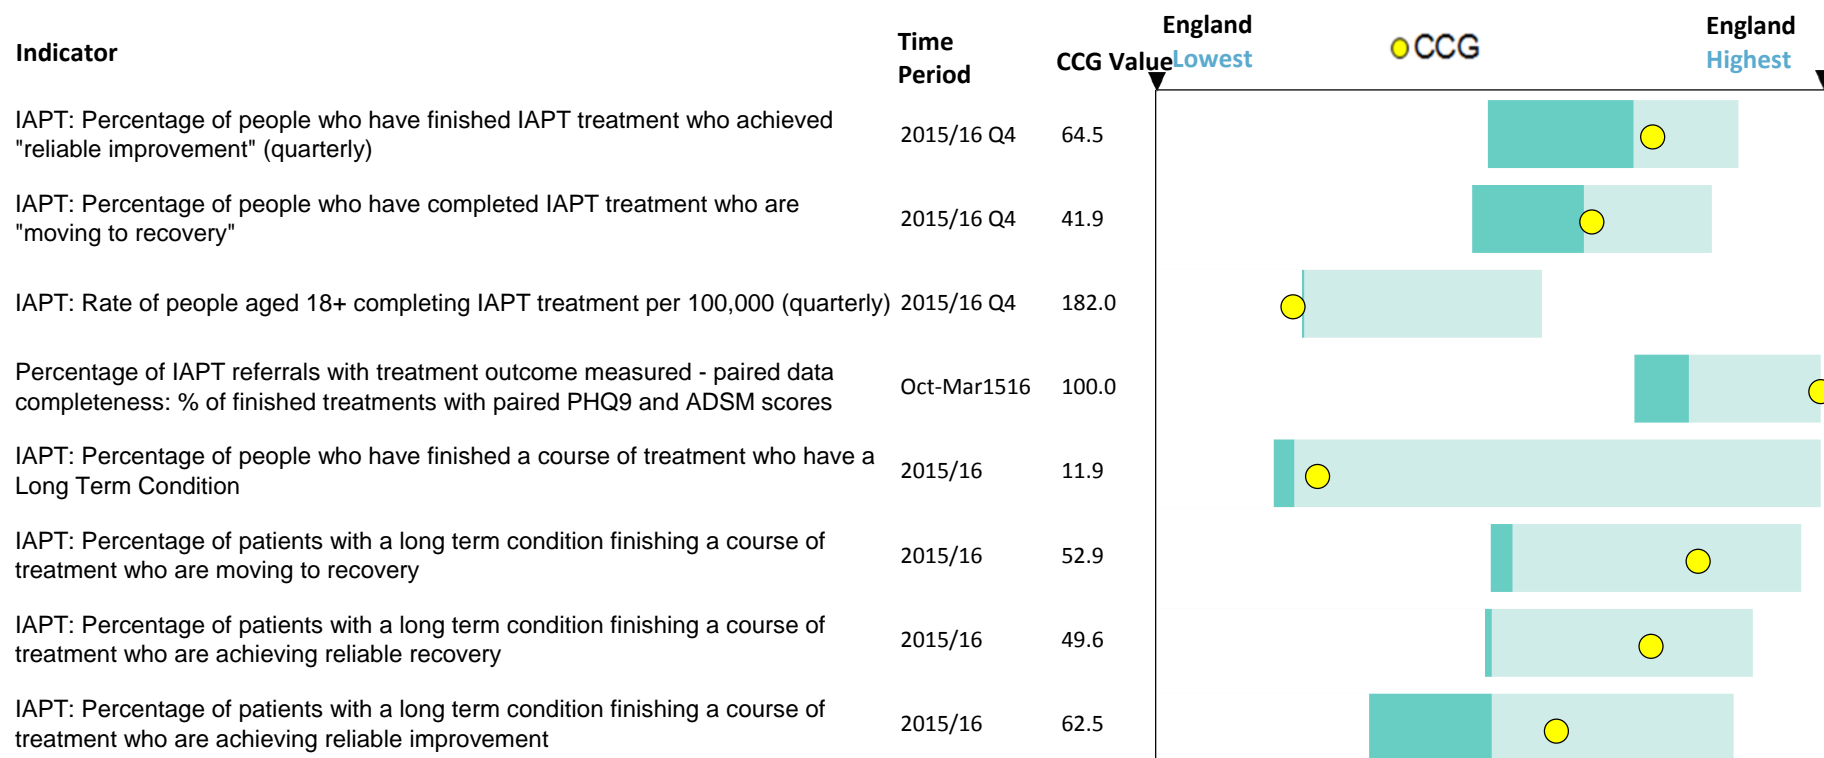 Indicator
Time
Period
CCG Value
England
Lowest
CCG
England
Highest
IAPT: Percentage of people who have finished IAPT treatment who achieved
"reliable improvement" (quarterly)
2015/16 Q4
64.5
IAPT: Percentage of people who have completed IAPT treatment who are
"moving to recovery"
2015/16 Q4
41.9
IAPT: Rate of people aged 18+ completing IAPT treatment per 100,000 (quarterly)
2015/16 Q4
182.0
Percentage of IAPT referrals with treatment outcome measured - paired data
completeness: % of finished treatments with paired PHQ9 and ADSM scores
Oct-Mar1516
100.0
IAPT: Percentage of people who have finished a course of treatment who have a
Long Term Condition
2015/16
11.9
IAPT: Percentage of patients with a long term condition finishing a course of
treatment who are moving to recovery
2015/16
52.9
IAPT: Percentage of patients with a long term condition finishing a course of
treatment who are achieving reliable recovery
2015/16
49.6
IAPT: Percentage of patients with a long term condition finishing a course of
treatment who are achieving reliable improvement
2015/16
62.5